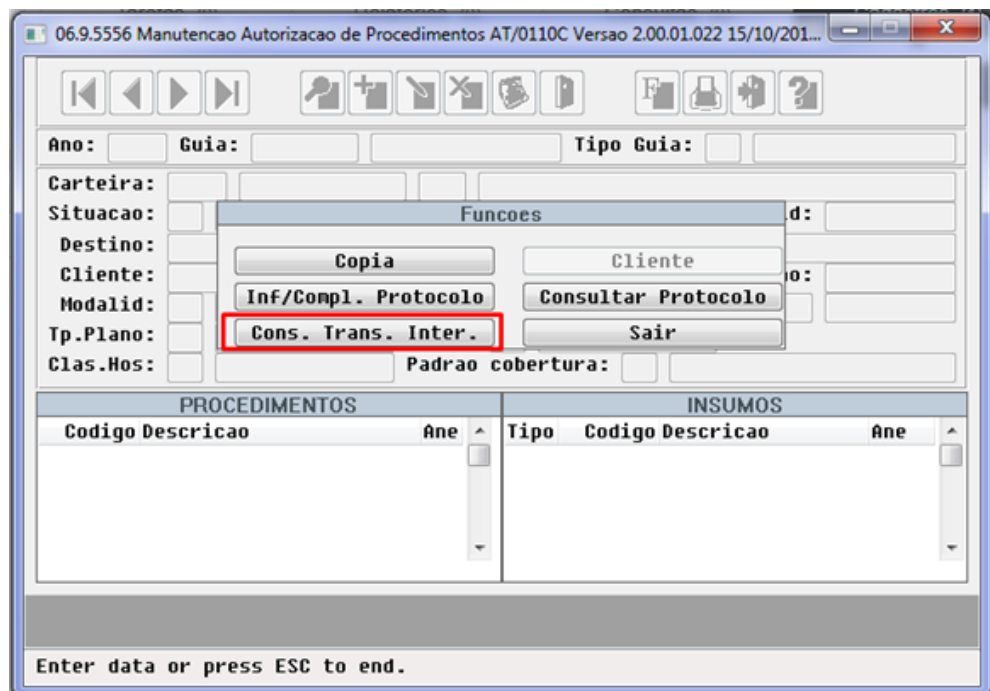 06.9.5556 Manutencao Autorizacao de Procedimentos AT/0110C Versao 2.00.01.022 15/10/201...
Ano: Guia: Tipo Guia:
Carteira:
Situacao: d:
Destino:
Cliente: o:
Modalid:
Tp.Plano:
Clas.Hos: Padrao cobertura:
Funcoes
Copia Cliente
Inf/Compl. Protocolo Consultar Protocolo
Cons. Trans. Inter. Sair
PROCEDIMENTOS INSUMOS
Codigo Descricao Ane Tipo Codigo Descricao Ane
Enter data or press ESC to end.